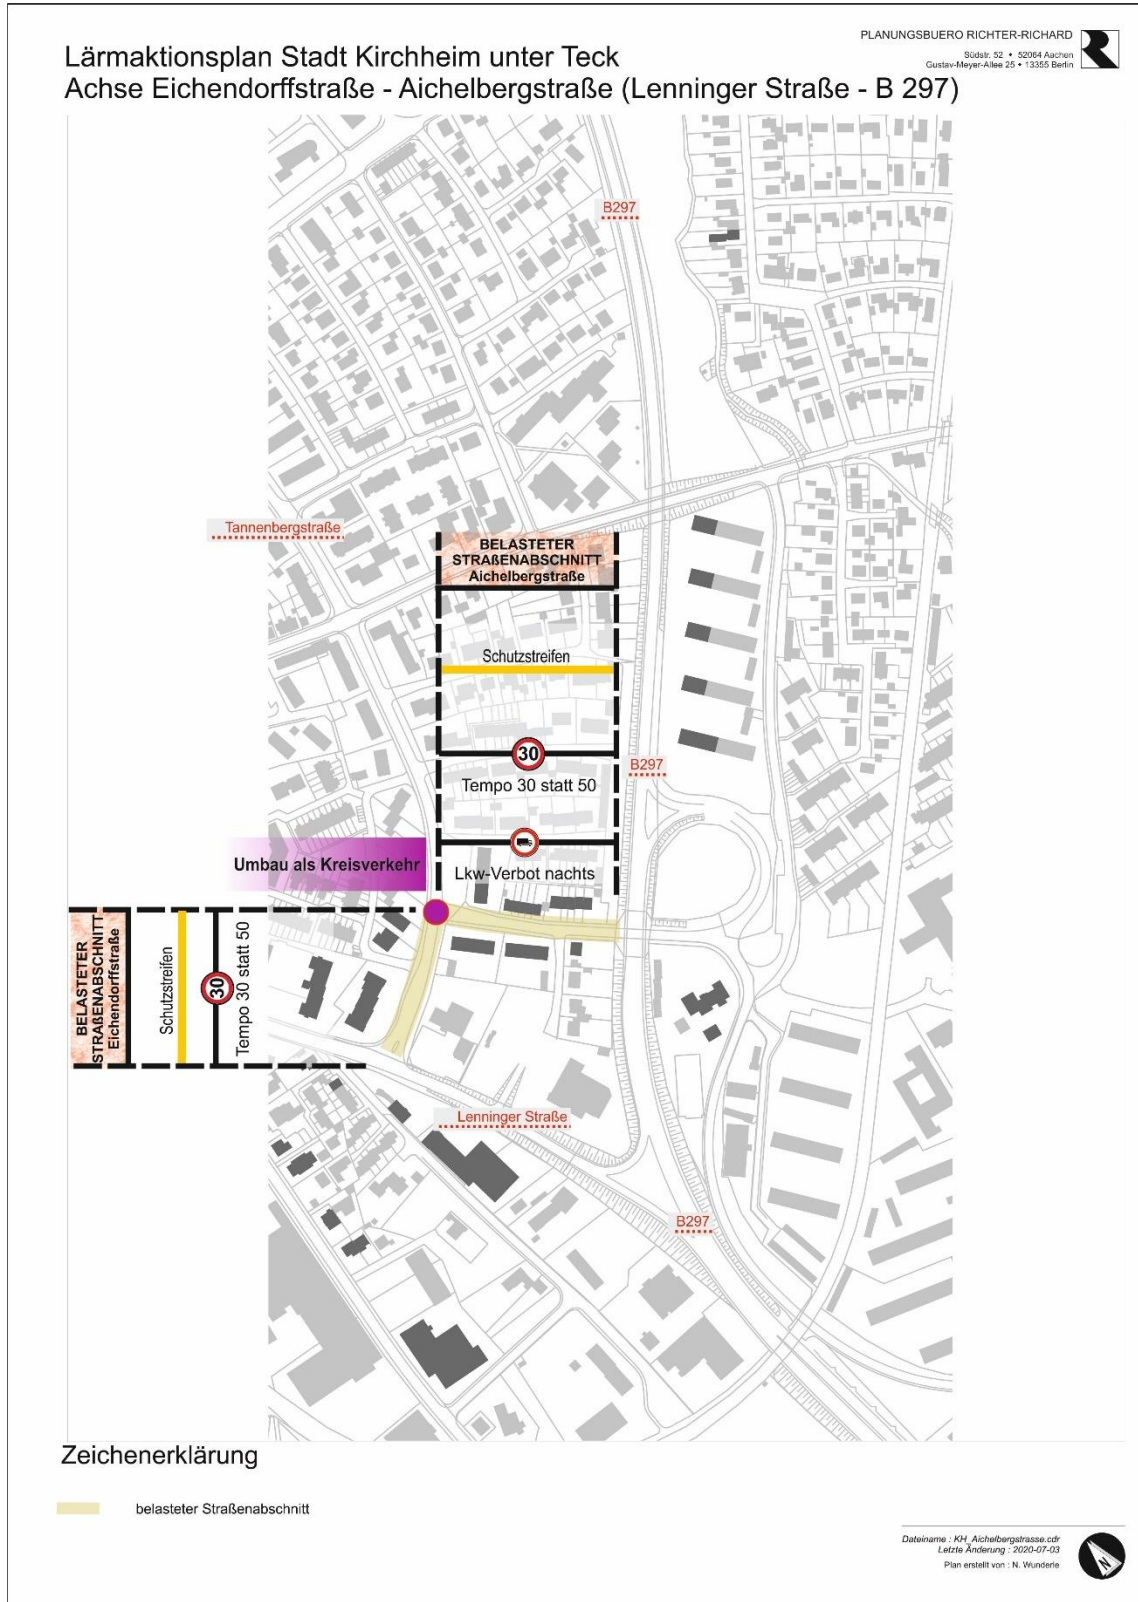 Lärmaktionsplan Stadt Kirchheim unter Teck
Achse Eichendorffstraße - Aichelbergstraße (Lenninger Straße - B 297)
PLANUNGSBUERO RICHTER-RICHARD
Südstr. 52 • 52064 Aachen
Gustav-Meyer-Allee 25 • 13355 Berlin
B297
Tannenbergstraße
BELASTETER
STRAßENABSCHNITT
Aichelbergstraße
Schutzstreifen
30
Tempo 30 statt 50
B297
Umbau als Kreisverkehr
Lkw-Verbot nachts
BELASTETER
STRAßENABSCHNITT
Eichendorffstraße
Schutzstreifen
30
Tempo 30 statt 50
Lenninger Straße
B297
Zeichenerklärung
belasteter Straßenabschnitt
Dateiname : KH_Aichelbergstrasse.cdr
Letzte Änderung : 2020-07-03
Plan erstellt von : N. Wunderle
N